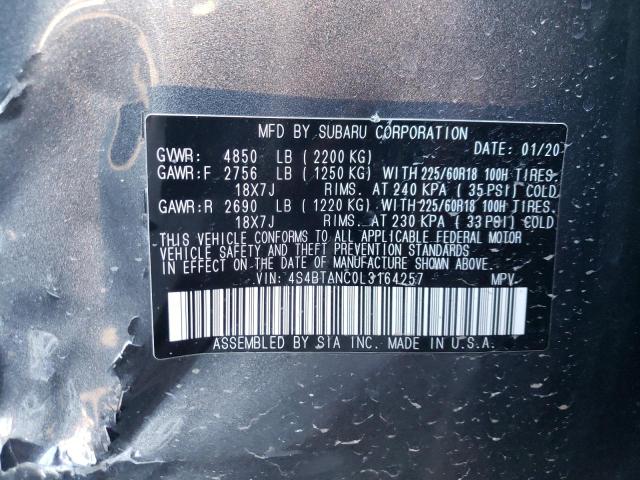 MFD BY SUBARU CORPORATION
DATE: 01/20
GVWR: 4850 LB (2200 KG)
GAWR:F 2756 LB (1250 KG) WITH 225/60R18 100H TIRES,
18X7J RIMS. AT 240 KPA (35 PSI) COLD
GAWR:R 2690 LB (1220 KG) WITH 225/60R18 100H TIRES,
18X7J RIMS. AT 230 KPA (33 PSI) COLD
THIS VEHICLE CONFORMS TO ALL APPLICABLE FEDERAL MOTOR
VEHICLE SAFETY AND THEFT PREVENTION STANDARDS
IN EFFECT ON THE DATE OF MANUFACTURE SHOWN ABOVE.
VIN: 4S4BTANC0L3164257 MPV
ASSEMBLED BY SIA INC. MADE IN U.S.A.